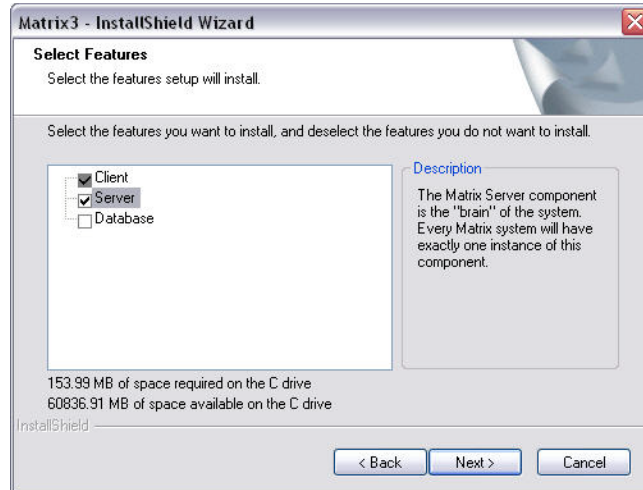 Matrix3 - InstallShield Wizard
Select Features
Select the features setup will install.
Select the features you want to install, and deselect the features you do not want to install.
Client
Server
Database
Description
The Matrix Server component
is the "brain" of the system.
Every Matrix system will have
exactly one instance of this
component.
153.99 MB of space required on the C drive
60836.91 MB of space available on the C drive
InstallShield
< Back
Next >
Cancel